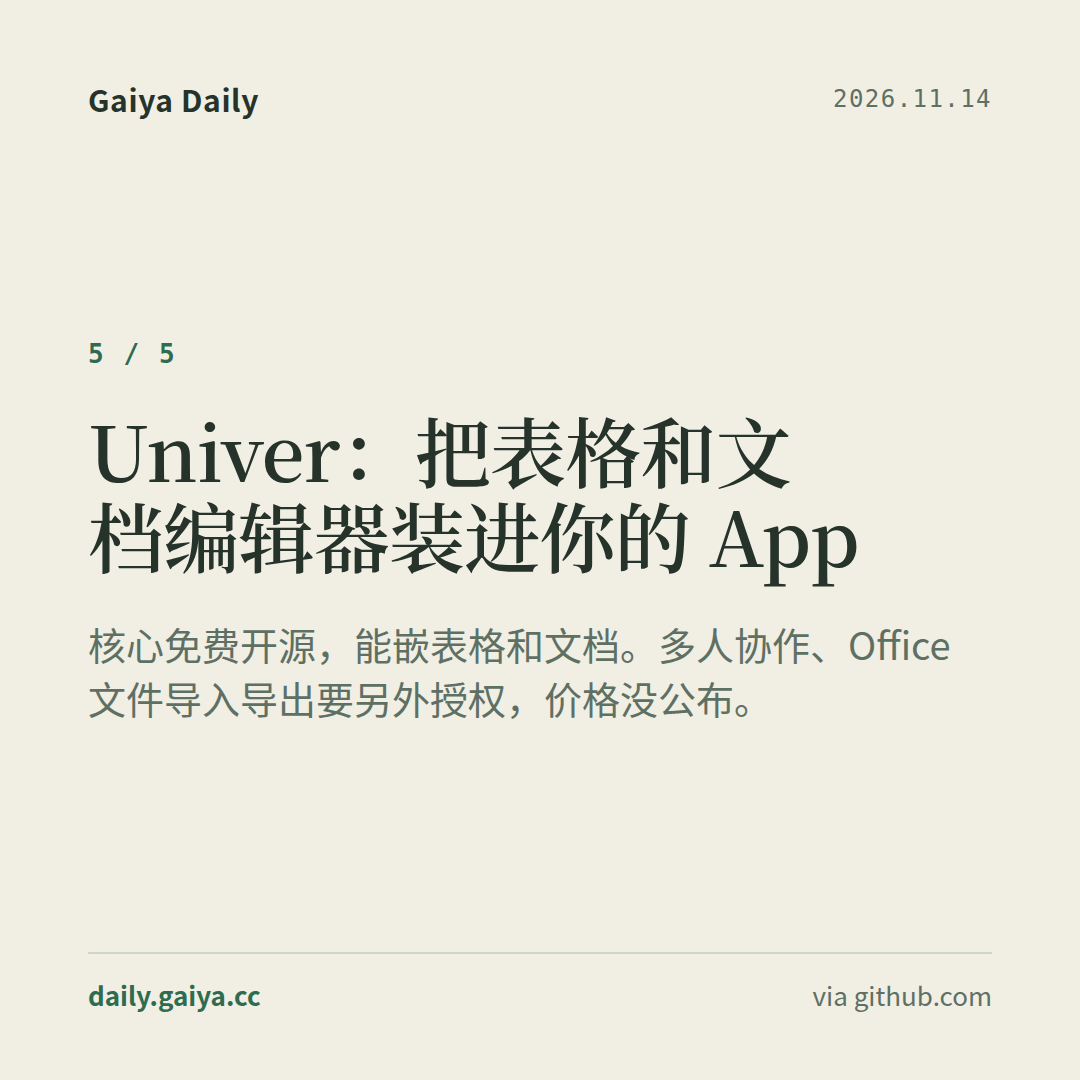 Gaiya Daily
2026.11.14
5 / 5
Univer：把表格和文
档编辑器装进你的 App
核心免费开源，能嵌表格和文档。多人协作、Office
文件导入导出要另外授权，价格没公布。
daily.gaiya.cc
via github.com